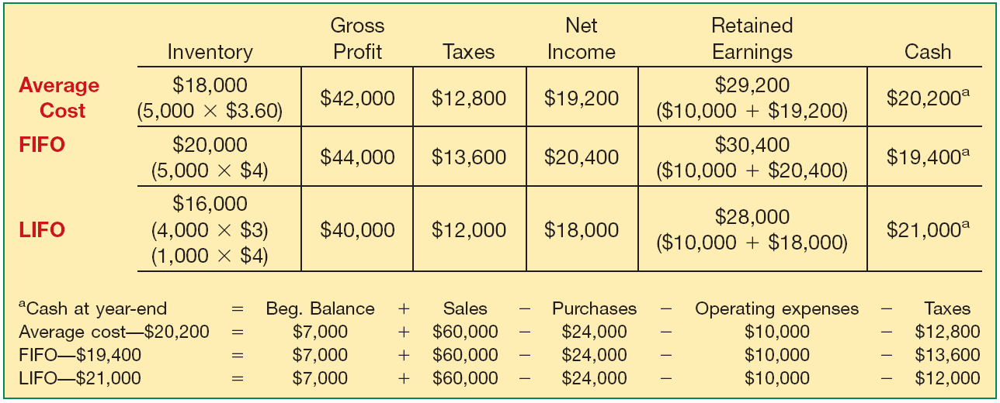 Gross Net Retained
Inventory Profit Taxes Income Earnings Cash
Average Cost $18,000 $42,000 $12,800 $19,200 $29,200 $20,200ᵃ
(5,000 × $3.60) ($10,000 + $19,200)
FIFO $20,000 $44,000 $13,600 $20,400 $30,400 $19,400ᵃ
(5,000 × $4) ($10,000 + $20,400)
LIFO $16,000 $40,000 $12,000 $18,000 $28,000 $21,000ᵃ
(4,000 × $3) ($10,000 + $18,000)
(1,000 × $4)
ᵃCash at year-end = Beg. Balance + Sales − Purchases − Operating expenses − Taxes
Average cost—$20,200 = $7,000 + $60,000 − $24,000 − $10,000 − $12,800
FIFO—$19,400 = $7,000 + $60,000 − $24,000 − $10,000 − $13,600
LIFO—$21,000 = $7,000 + $60,000 − $24,000 − $10,000 − $12,000